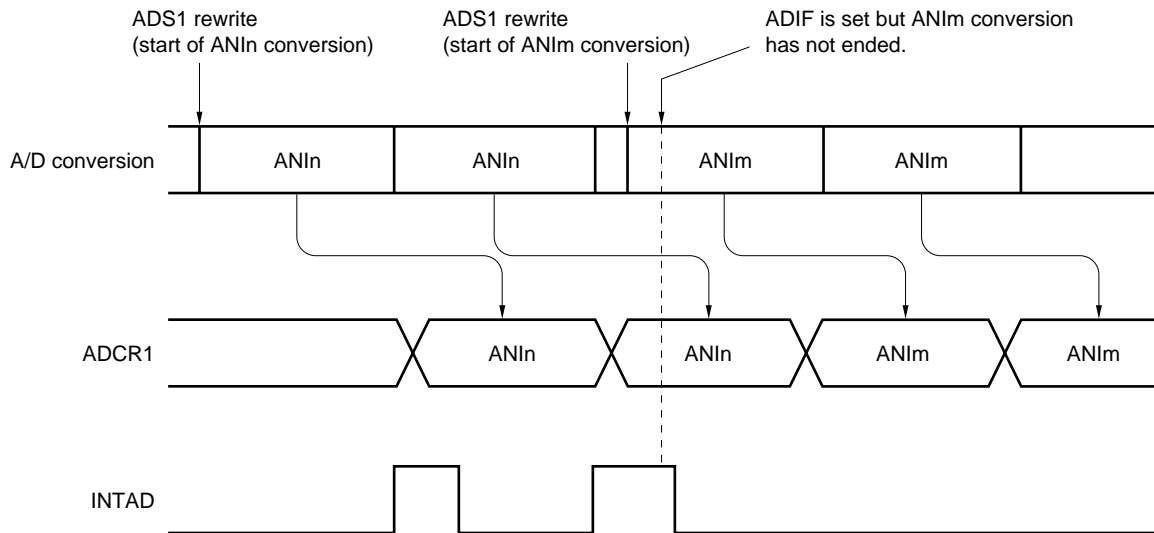 ADS1 rewrite
(start of ANIn conversion)
ADS1 rewrite
(start of ANIm conversion)
ADIF is set but ANIm conversion
has not ended.
A/D conversion
ANIn
ANIn
ANIm
ANIm
ADCR1
ANIn
ANIn
ANIm
ANIm
INTAD